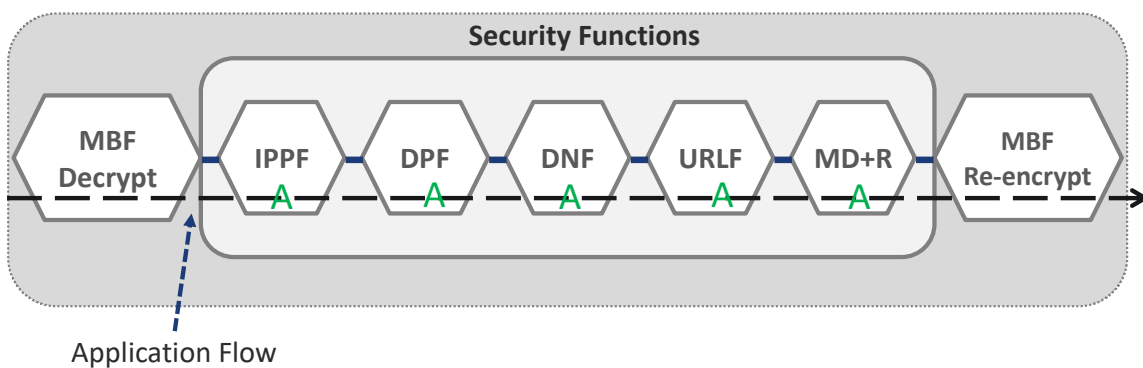 Security Functions
MBF
Decrypt
IPPF
DPF
DNF
URLF
MD+R
MBF
Re-encrypt
A
A
A
A
A
Application Flow